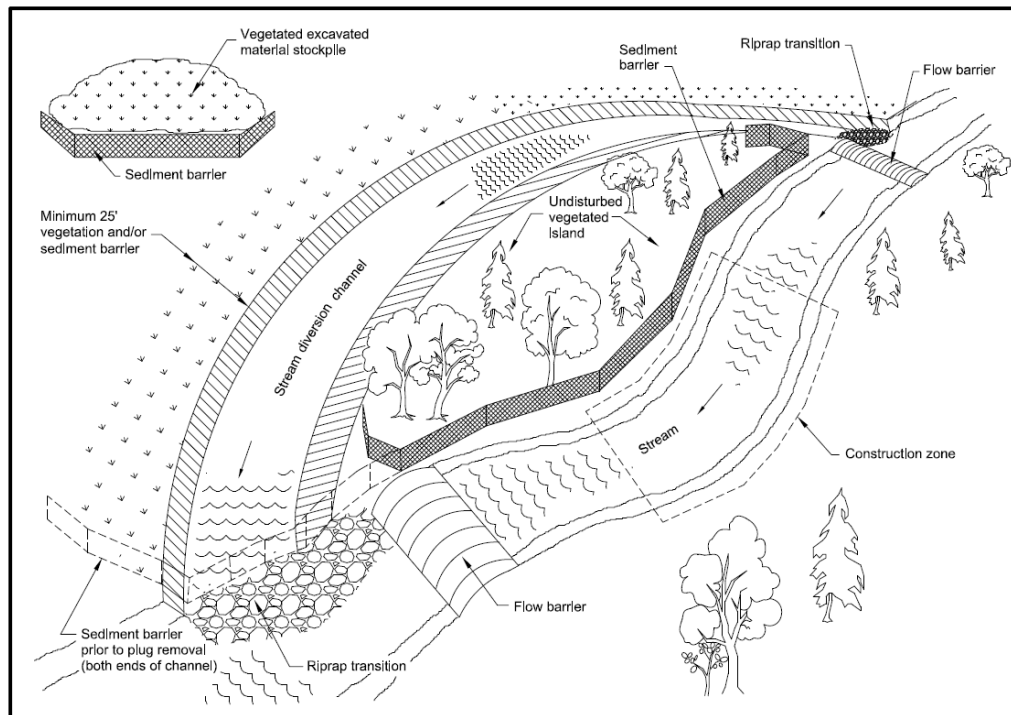 Vegetated excavated
material stockpile
Sediment barrier
Sediment
barrier
Riprap transition
Flow barrier
Minimum 25'
vegetation and/or
sediment barrier
Undisturbed
vegetated
island
Stream diversion channel
Stream
Construction zone
Flow barrier
Sediment barrier
prior to plug removal
(both ends of channel)
Riprap transition